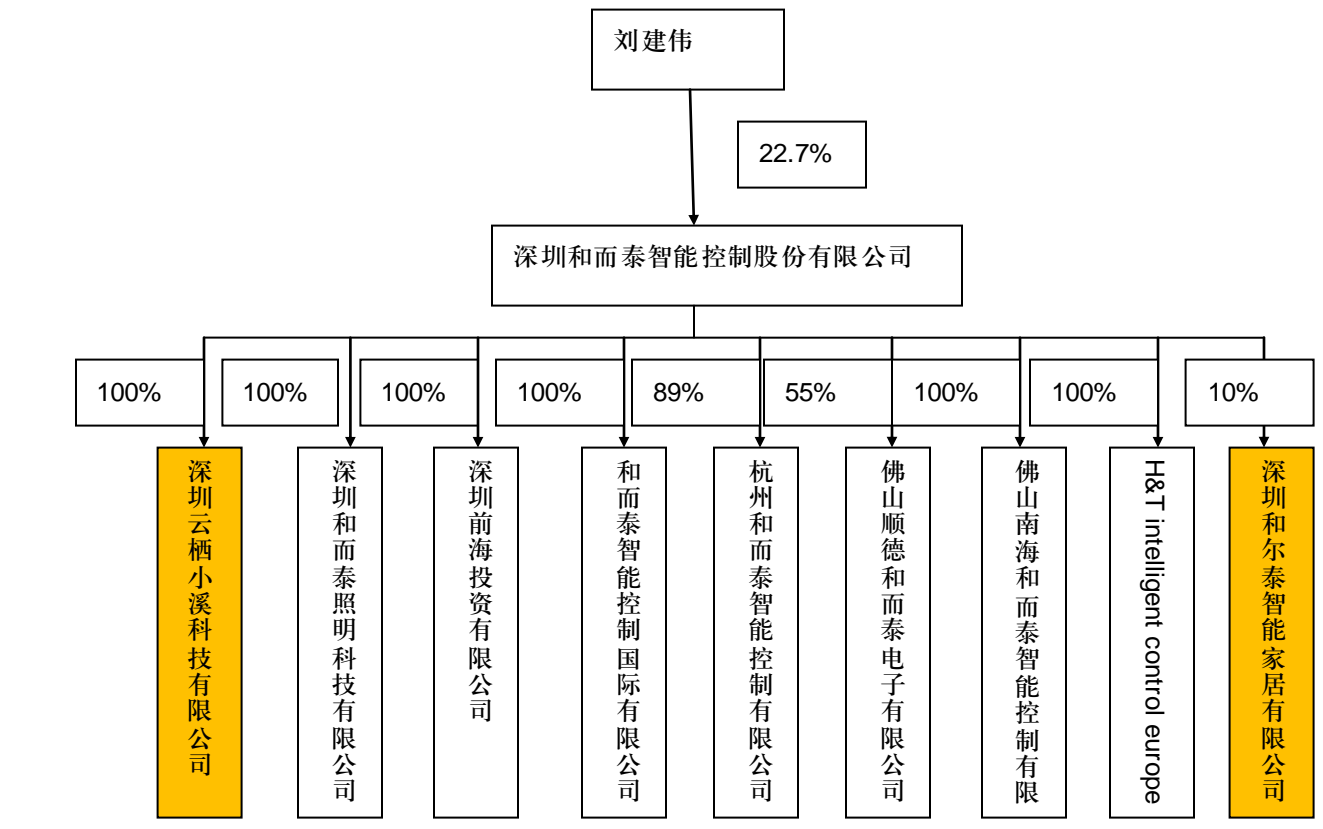 刘建伟
22.7%
深圳和而泰智能控制股份有限公司
100%
100%
100%
100%
89%
55%
100%
100%
10%
深圳云栖小溪科技有限公司
深圳和而泰照明科技有限公司
深圳前海投资有限公司
和而泰智能控制国际有限公司
杭州和而泰智能控制有限公司
佛山顺德和而泰电子有限公司
佛山南海和而泰智能控制有限
H&T intelligent control europe
深圳和尔泰智能家居有限公司